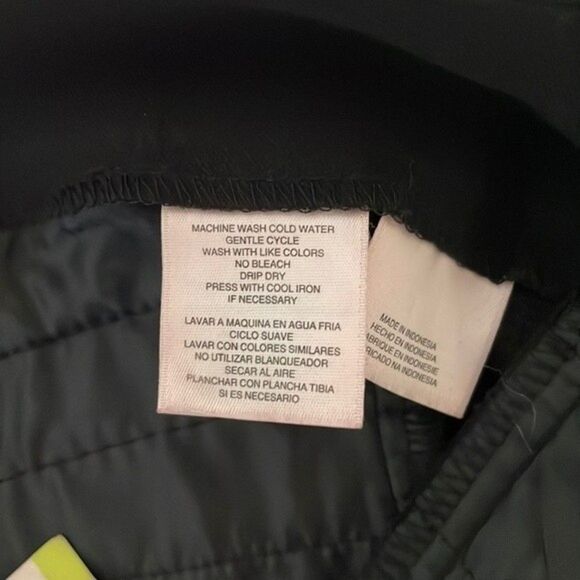 MACHINE WASH COLD WATER
GENTLE CYCLE
WASH WITH LIKE COLORS
NO BLEACH
DRIP DRY
PRESS WITH COOL IRON
IF NECESSARY
LAVAR A MAQUINA EN AGUA FRIA
CICLO SUAVE
LAVAR CON COLORES SIMILARES
NO UTILIZAR BLANQUEADOR
SECAR AL AIRE
PLANCHAR CON PLANCHA TIBIA
SI ES NECESARIO
MADE IN INDONESIA
HECHO EN INDONESIA
EN INDONESIE
NA INDONESIA